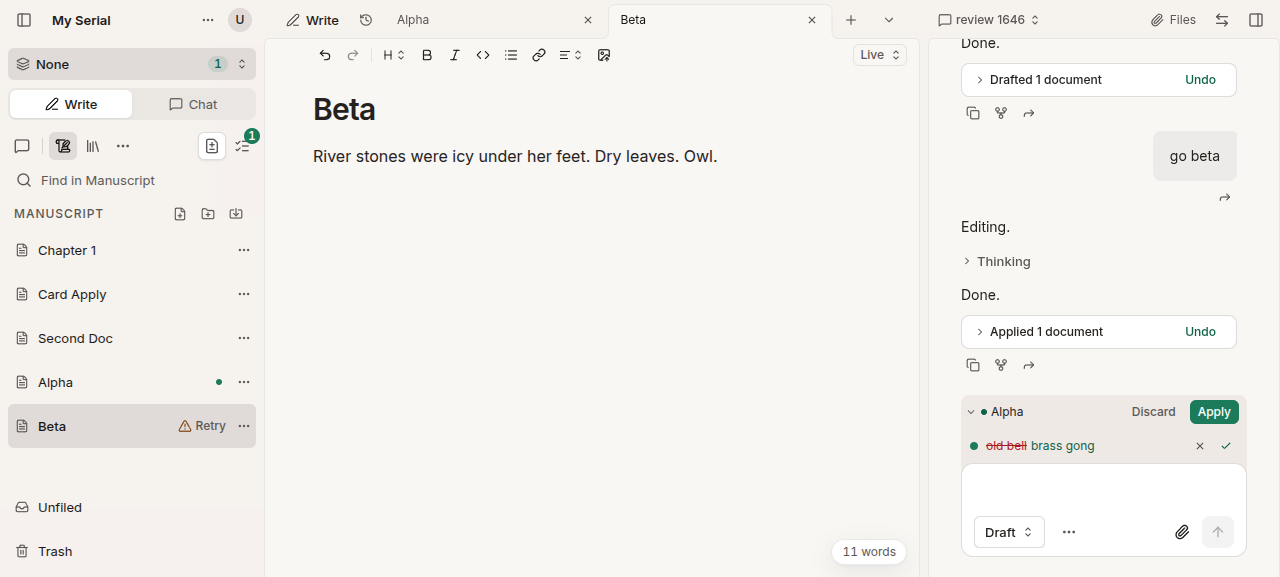 My Serial
U
None
1
Write
Chat
1
Find in Manuscript
MANUSCRIPT
Chapter 1
Card Apply
Second Doc
Alpha
Beta
Retry
Unfiled
Trash
Write
Alpha
Beta
H
B
I
Live
Beta
River stones were icy under her feet. Dry leaves. Owl.
11 words
review 1646
Files
Done.
Drafted 1 document
Undo
go beta
Editing.
Thinking
Done.
Applied 1 document
Undo
Alpha
Discard
Apply
old bell brass gong
Draft